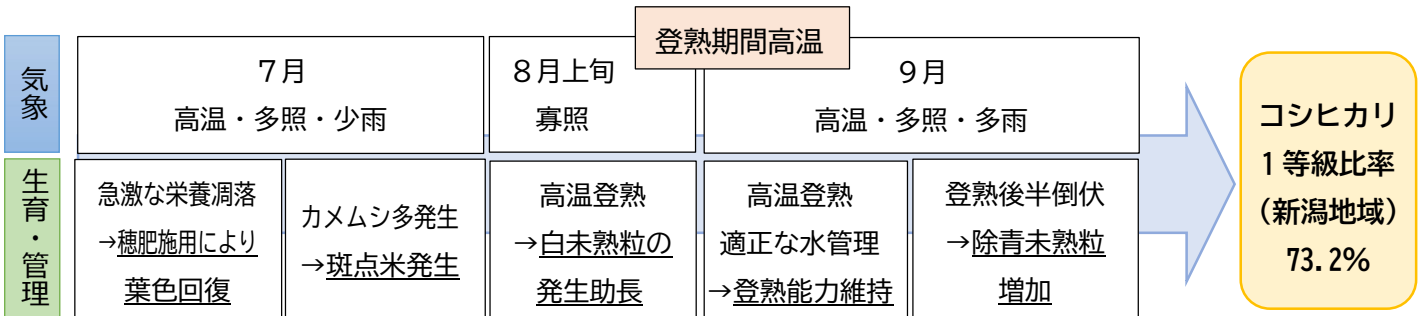 登熟期間高温
気象
7月
高温・多照・少雨
8月上旬
寡照
9月
高温・多照・多雨
生育・管理
急激な栄養凋落
→穂肥施用により
葉色回復
カメムシ多発生
→斑点米発生
高温登熟
→白未熟粒の
発生助長
高温登熟
適正な水管理
→登熟能力維持
登熟後半倒伏
→除青未熟粒
増加
コシヒカリ
1等級比率
(新潟地域)
73.2%